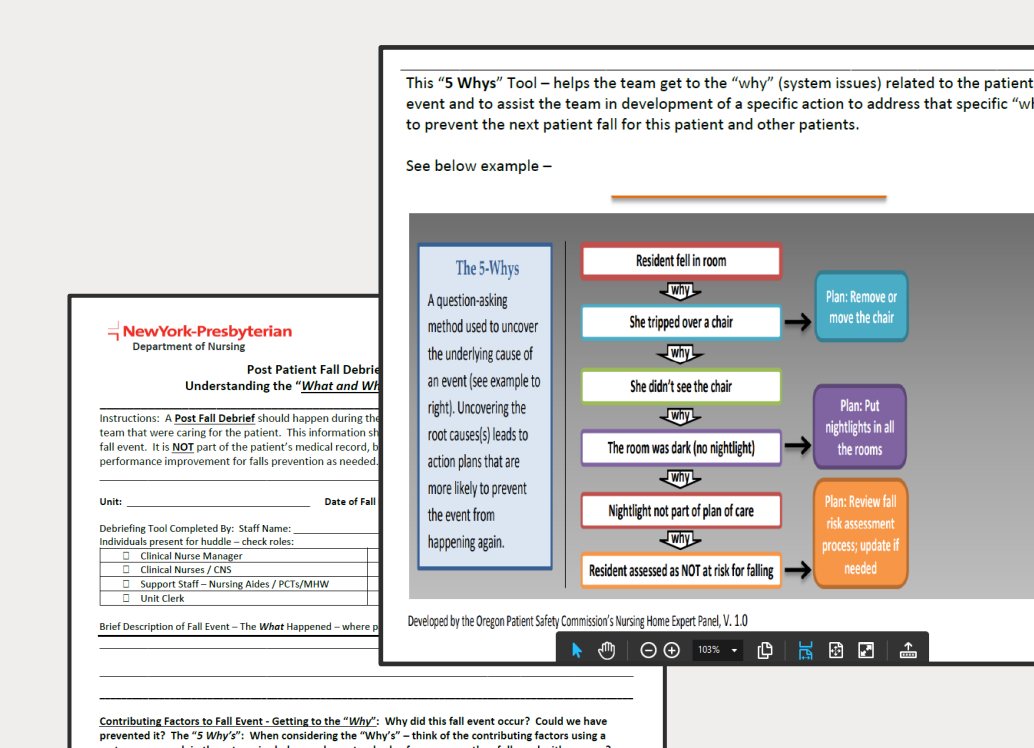 This “5 Whys” Tool – helps the team get to the “why” (system issues) related to the patient
event and to assist the team in development of a specific action to address that specific
to prevent the next patient fall for this patient and other patients.
See below example –
The 5-Whys
A question-asking
method used to uncover
the underlying cause of
an event (see example to
right). Uncovering the
root causes(s) leads to
action plans that are
more likely to prevent
the event from
happening again.
Resident fell in room
why
She tripped over a chair
why
She didn’t see the chair
why
The room was dark (no nightlight)
why
Nightlight not part of plan of care
why
Resident assessed as NOT at risk for falling
Plan: Remove or
move the chair
Plan: Put
nightlights in all
the rooms
Plan: Review fall
risk assessment
process; update if
needed
Developed by the Oregon Patient Safety Commission’s Nursing Home Expert Panel, V. 1.0
103%
NewYork-Presbyterian
Department of Nursing
Post Patient Fall
Understanding the “What and
Instructions: A Post Fall Debrief should happen during the
team that were caring for the patient. This information
fall event. It is NOT part of the patient’s medical record,
performance improvement for falls prevention as needed.
Unit: Date of Fall
Debriefing Tool Completed By: Staff Name:
Individuals present for huddle – check roles:
Clinical Nurse Manager
Clinical Nurses / CNS
Support Staff – Nursing Aides / PCTs/MHW
Unit Clerk
Brief Description of Fall Event – The What Happened – where
Contributing Factors to Fall Event - Getting to the “Why”: Why did this fall event occur? Could we have
prevented it? The “5 Why’s”: When considering the “Why’s” – think of the contributing factors using a